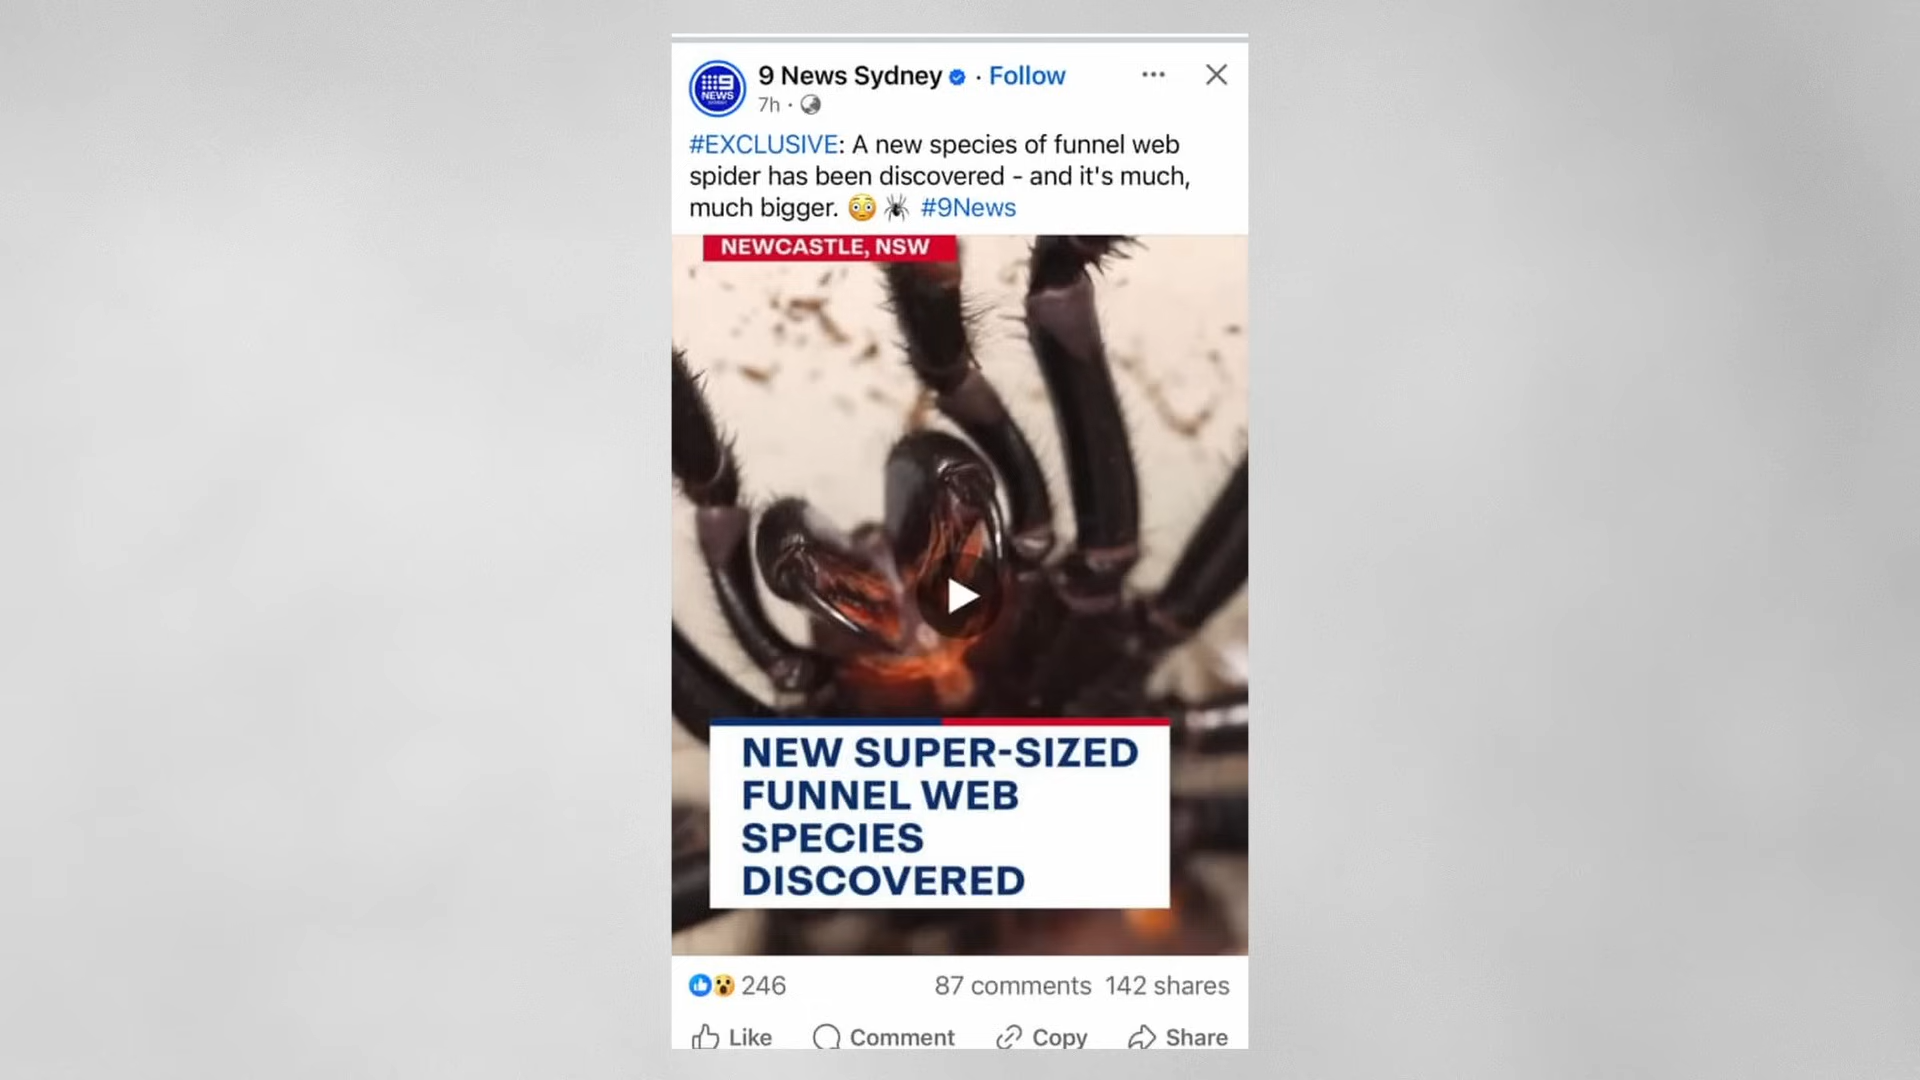 9 News Sydney · Follow
9
NEWS
7h ·
#EXCLUSIVE: A new species of funnel web
spider has been discovered - and it's much,
much bigger. 😳 🕷 #9News
NEWCASTLE, NSW
NEW SUPER-SIZED
FUNNEL WEB
SPECIES
DISCOVERED
246 87 comments 142 shares
Like Comment Copy Share